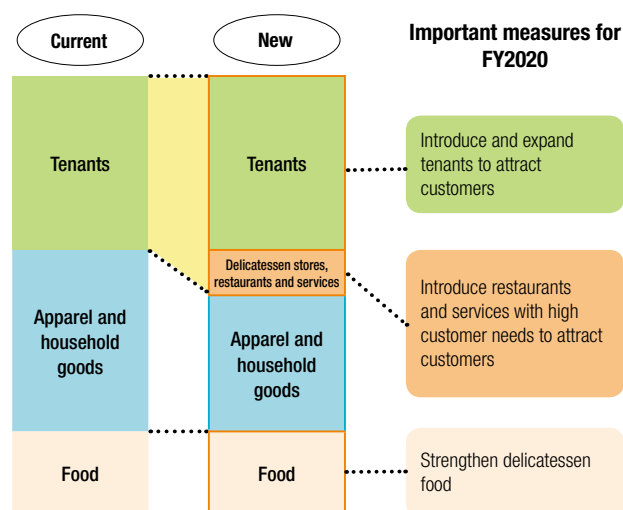 Current
New
Important measures for
FY2020
Tenants
Tenants
Introduce and expand
tenants to attract
customers
Delicatessen stores,
restaurants and services
Introduce restaurants
and services with high
customer needs to attract
customers
Apparel and
household
goods
Apparel and
household
goods
Food
Food
Strengthen delicatessen
food